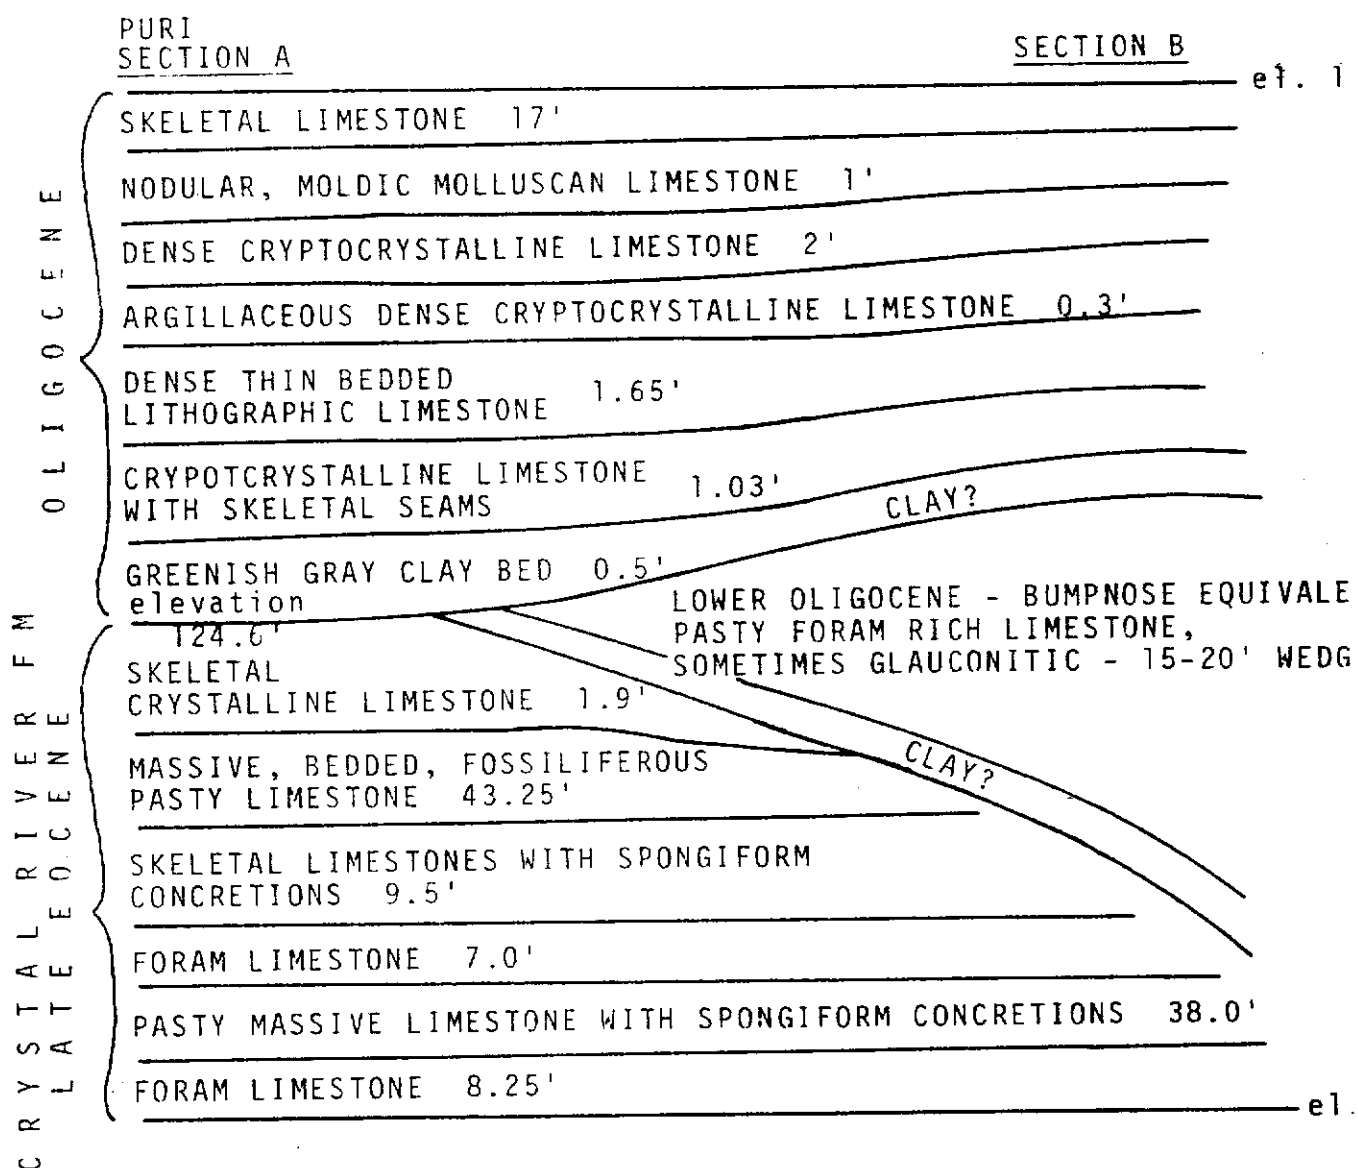 PURI
SECTION A
SECTION B
el. 1
SKELETAL LIMESTONE 17'
NODULAR, MOLDIC MOLLUSCAN LIMESTONE 1'
DENSE CRYPTOCRYSTALLINE LIMESTONE 2'
ARGILLACEOUS DENSE CRYPTOCRYSTALLINE LIMESTONE 0.3'
DENSE THIN BEDDED
LITHOGRAPHIC LIMESTONE 1.65'
CRYPOTCRYSTALLINE LIMESTONE
WITH SKELETAL SEAMS 1.03'
CLAY?
GREENISH GRAY CLAY BED 0.5'
elevation
124.6'
LOWER OLIGOCENE - BUMPNOSE EQUIVALE
PASTY FORAM RICH LIMESTONE,
SOMETIMES GLAUCONITIC - 15-20' WEDG
SKELETAL
CRYSTALLINE LIMESTONE 1.9'
MASSIVE, BEDDED, FOSSILIFEROUS
PASTY LIMESTONE 43.25'
CLAY?
SKELETAL LIMESTONES WITH SPONGIFORM
CONCRETIONS 9.5'
FORAM LIMESTONE 7.0'
PASTY MASSIVE LIMESTONE WITH SPONGIFORM CONCRETIONS 38.0'
FORAM LIMESTONE 8.25'
el.
OLIGOCENE
CRYSTAL RIVER FM
LATE EOCENE